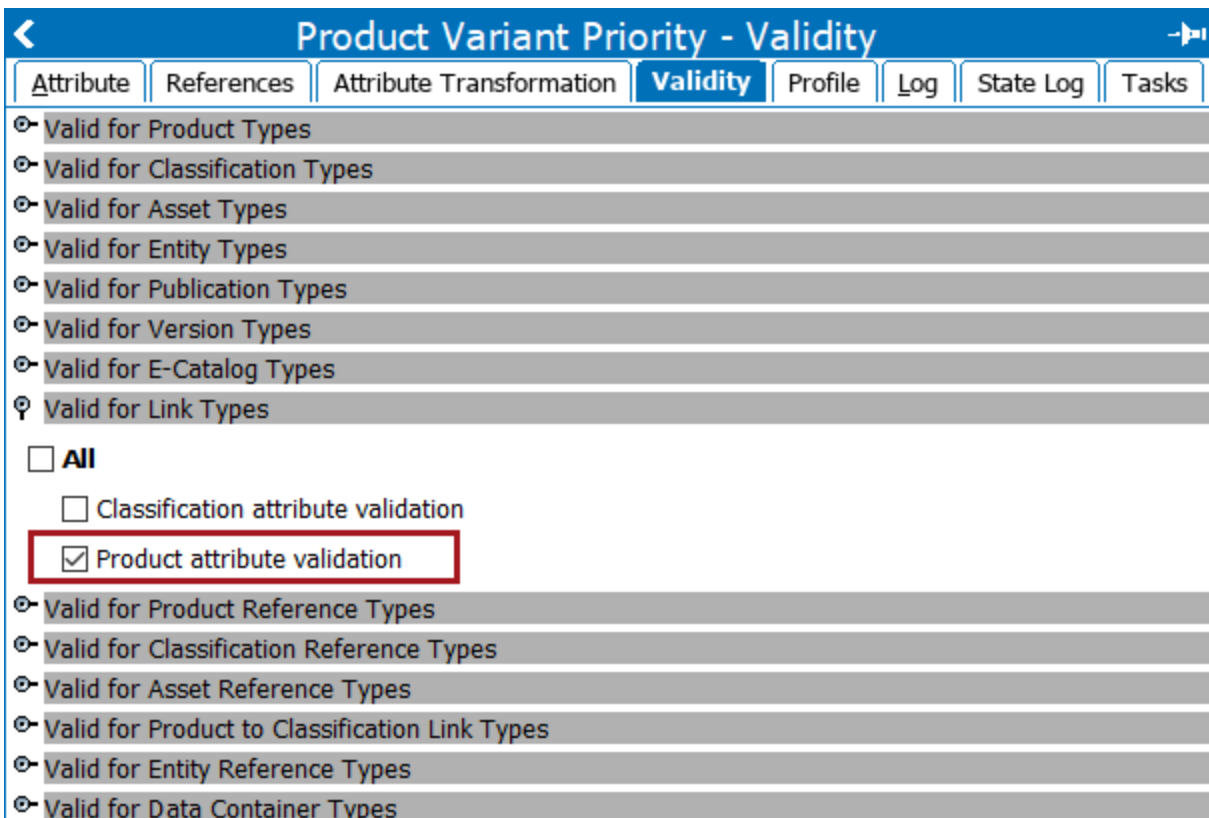 Product Variant Priority - Validity
Attribute References Attribute Transformation Validity Profile Log State Log Tasks
Valid for Product Types
Valid for Classification Types
Valid for Asset Types
Valid for Entity Types
Valid for Publication Types
Valid for Version Types
Valid for E-Catalog Types
Valid for Link Types
All
Classification attribute validation
Product attribute validation
Valid for Product Reference Types
Valid for Classification Reference Types
Valid for Asset Reference Types
Valid for Product to Classification Link Types
Valid for Entity Reference Types
Valid for Data Container Types